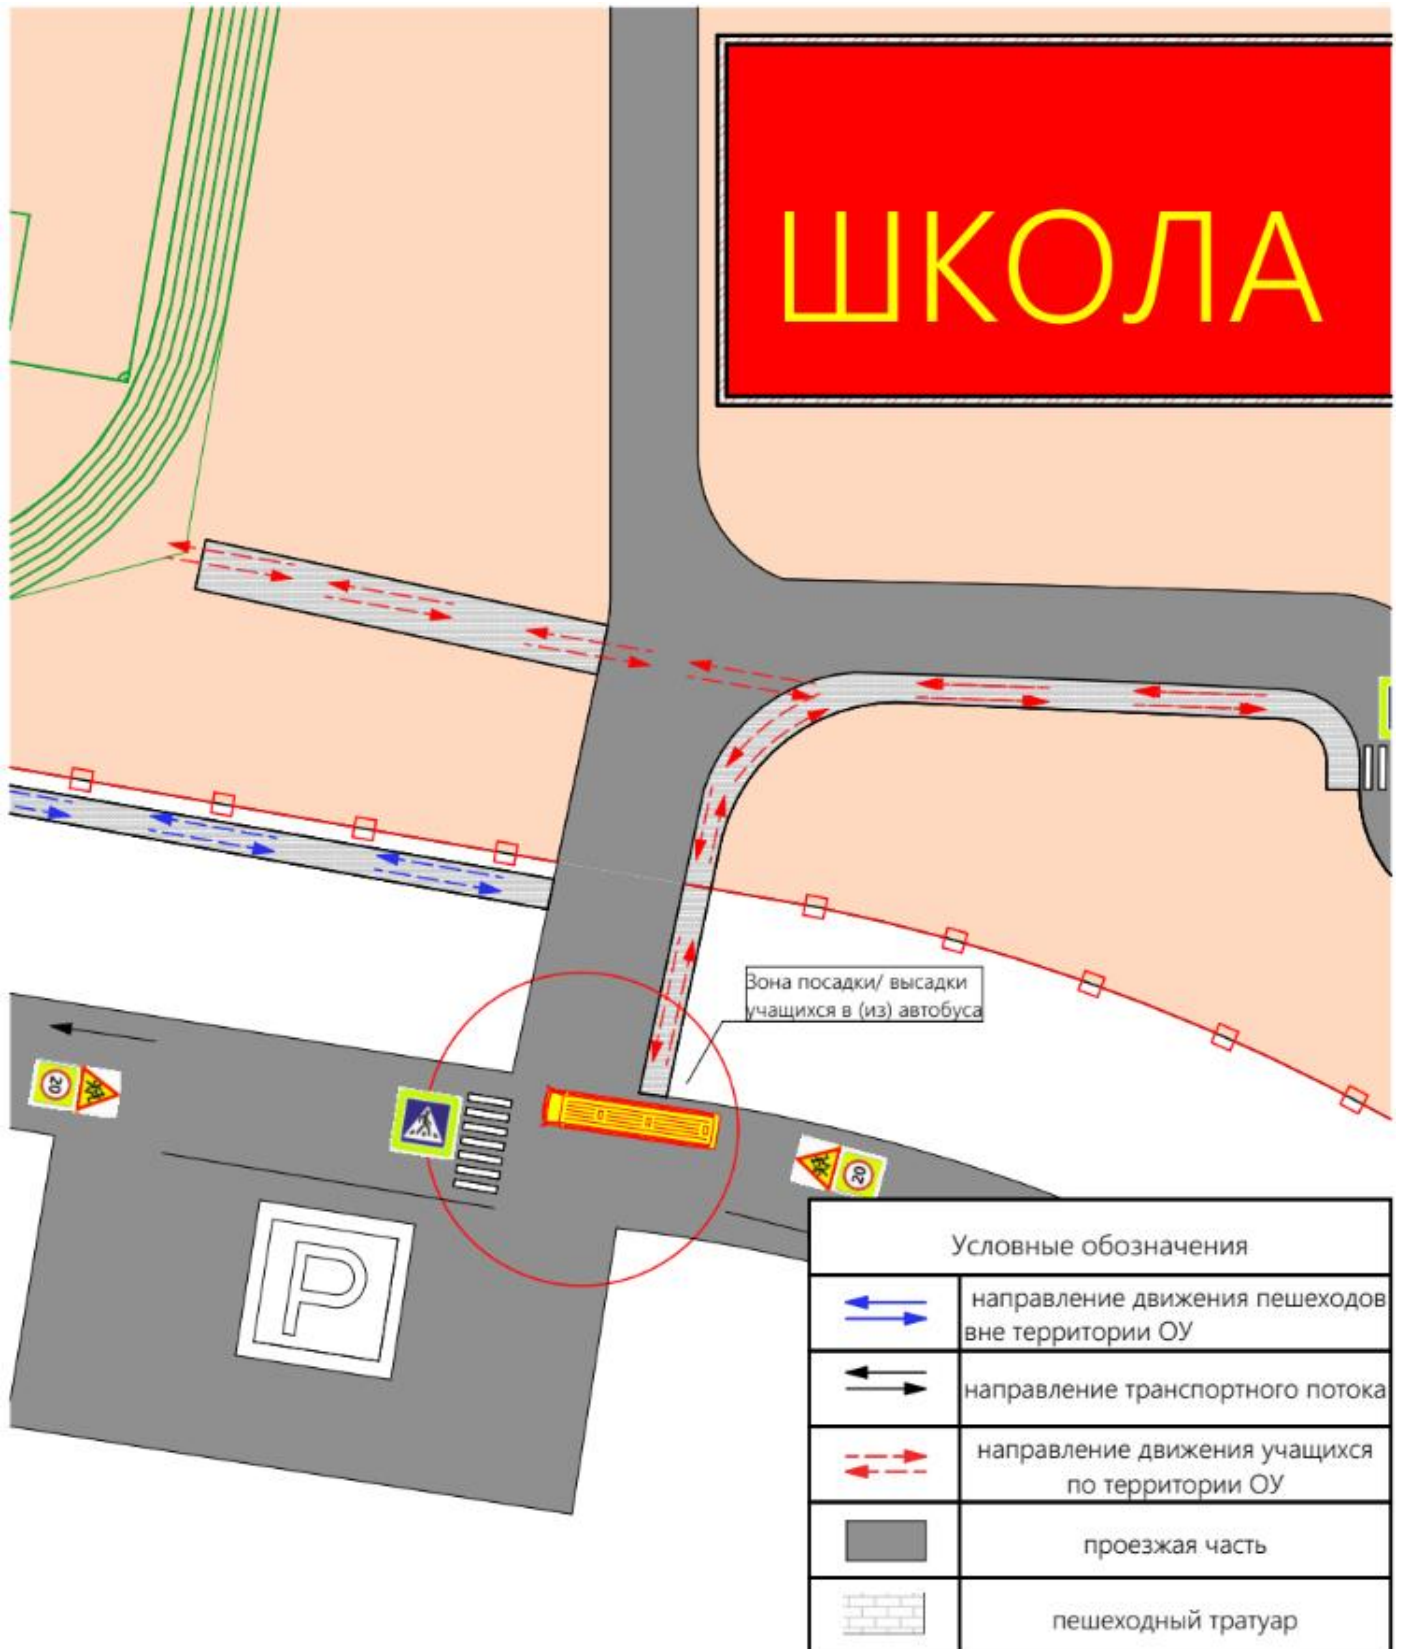 ШКОЛА
Зона посадки/ высадки
учащихся в (из) автобуса
20
20
P
Условные обозначения
направление движения пешеходов
вне территории ОУ
направление транспортного потока
направление движения учащихся
по территории ОУ
проезжая часть
пешеходный тратуар